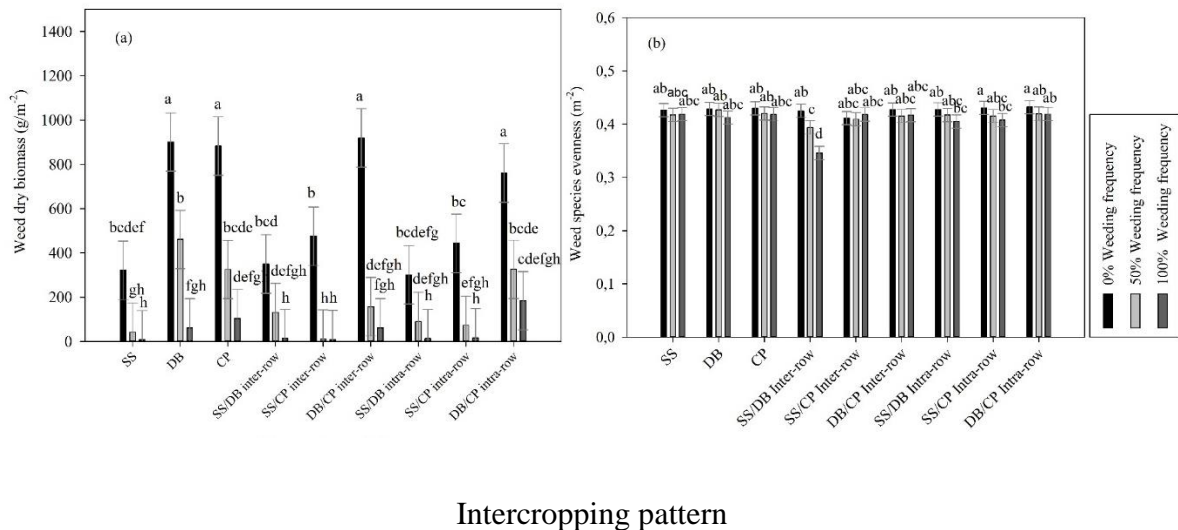 (a)
Weed dry biomass (g/m-2)
1400
1200
1000
800
600
400
200
0
bcdef
gh
h
a
b
fgh
a
bcde
defg
bcd
defgh
h
b
h
h
a
defgh
fgh
bcdefg
defgh
h
bc
efgh
h
a
bcde
cdefgh
SS
DB
CP
SS/DB inter-row
SS/CP inter-row
DB/CP inter-row
SS/DB intra-row
SS/CP intra-row
DB/CP intra-row
(b)
Weed species evenness (m-2)
0,6
0,5
0,4
0,3
0,2
0,1
0,0
ab
abc
abc
ab
ab
abc
ab
ab
abc
ab
c
d
abc
abc
abc
ab
abc
abc
ab
abc
bc
a
abc
bc
a
ab
ab
SS
DB
CP
SS/DB Inter-row
SS/CP Inter-row
DB/CP Inter-row
SS/DB Intra-row
SS/CP Intra-row
DB/CP Intra-row
0% Weeding frequency
50% Weeding frequency
100% Weeding frequency
Intercropping pattern